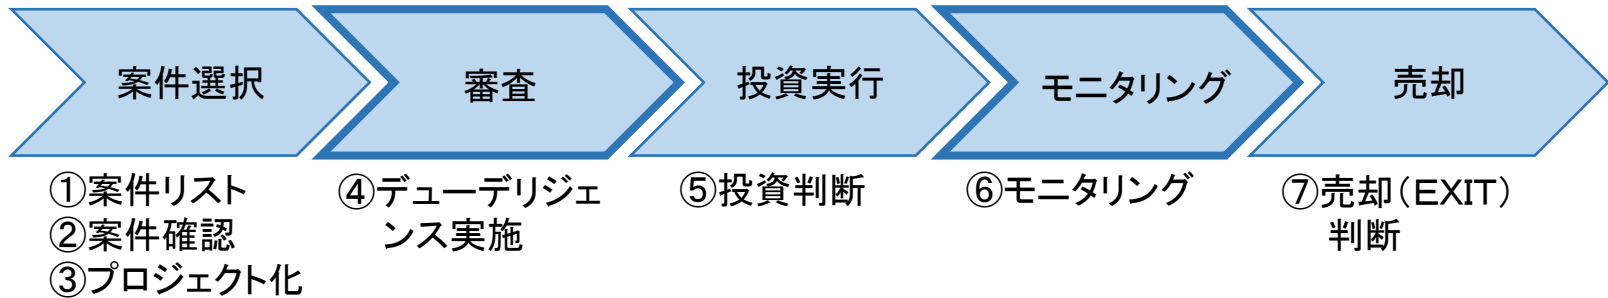 案件選択
審査
投資実行
モニタリング
売却
①案件リスト
②案件確認
③プロジェクト化
④デューデリジェ
ンス実施
⑤投資判断
⑥モニタリング
⑦売却(EXIT)
判断